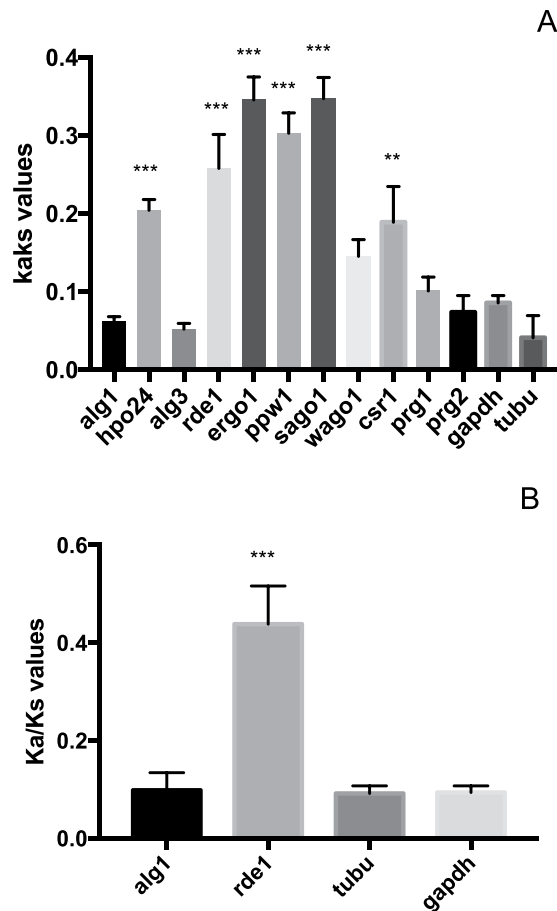 A
kaks values
0.4
0.3
0.2
0.1
0.0
***
***
***
***
***
**
alg1
hpo24
alg3
rde1
ergo1
ppw1
sago1
wago1
csr1
prg1
prg2
gapdh
tubu
B
Ka/Ks values
0.6
0.4
0.2
0.0
***
alg1
rde1
tubu
gapdh